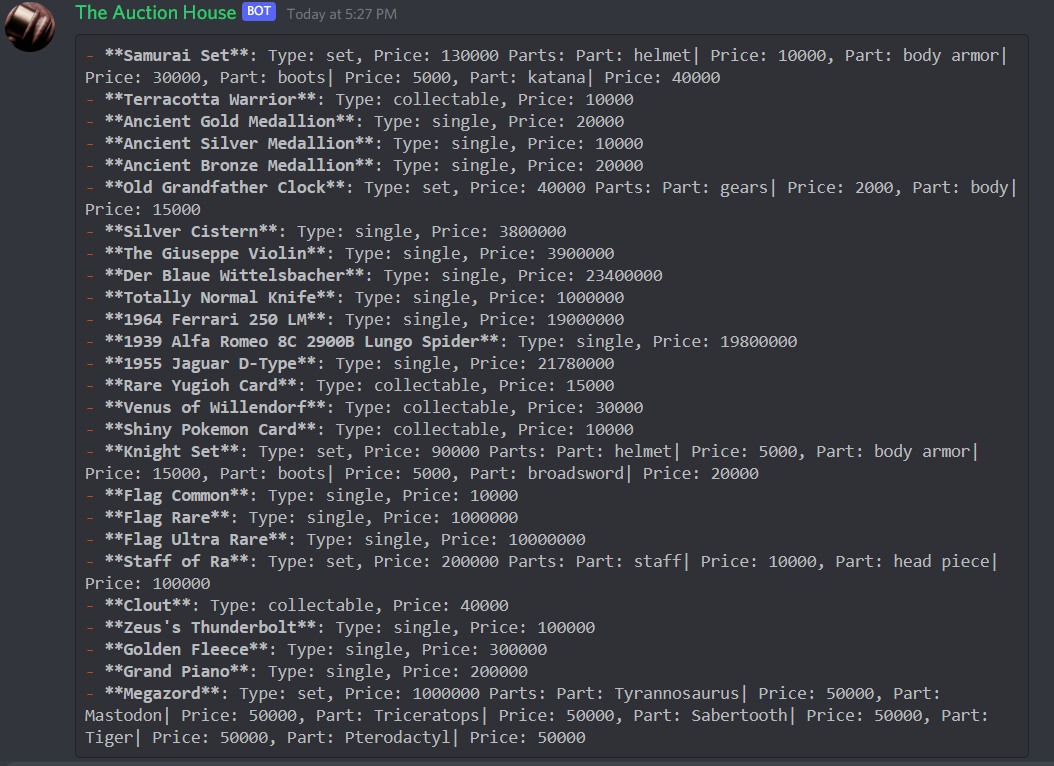 The Auction House BOT Today at 5:27 PM
- **Samurai Set**: Type: set, Price: 130000 Parts: Part: helmet| Price: 10000, Part: body armor|
Price: 30000, Part: boots| Price: 5000, Part: katana| Price: 40000
- **Terracotta Warrior**: Type: collectable, Price: 10000
- **Ancient Gold Medallion**: Type: single, Price: 20000
- **Ancient Silver Medallion**: Type: single, Price: 10000
- **Ancient Bronze Medallion**: Type: single, Price: 20000
- **Old Grandfather Clock**: Type: set, Price: 40000 Parts: Part: gears| Price: 2000, Part: body|
Price: 15000
- **Silver Cistern**: Type: single, Price: 3800000
- **The Giuseppe Violin**: Type: single, Price: 3900000
- **Der Blaue Wittelsbacher**: Type: single, Price: 23400000
- **Totally Normal Knife**: Type: single, Price: 1000000
- **1964 Ferrari 250 LM**: Type: single, Price: 19000000
- **1939 Alfa Romeo 8C 2900B Lungo Spider**: Type: single, Price: 19800000
- **1955 Jaguar D-Type**: Type: single, Price: 21780000
- **Rare Yugioh Card**: Type: collectable, Price: 15000
- **Venus of Willendorf**: Type: collectable, Price: 30000
- **Shiny Pokemon Card**: Type: collectable, Price: 10000
- **Knight Set**: Type: set, Price: 90000 Parts: Part: helmet| Price: 5000, Part: body armor|
Price: 15000, Part: boots| Price: 5000, Part: broadsword| Price: 20000
- **Flag Common**: Type: single, Price: 10000
- **Flag Rare**: Type: single, Price: 1000000
- **Flag Ultra Rare**: Type: single, Price: 10000000
- **Staff of Ra**: Type: set, Price: 200000 Parts: Part: staff| Price: 10000, Part: head piece|
Price: 100000
- **Clout**: Type: collectable, Price: 40000
- **Zeus's Thunderbolt**: Type: single, Price: 100000
- **Golden Fleece**: Type: single, Price: 300000
- **Grand Piano**: Type: single, Price: 200000
- **Megazord**: Type: set, Price: 1000000 Parts: Part: Tyrannosaurus| Price: 50000, Part:
Mastodon| Price: 50000, Part: Triceratops| Price: 50000, Part: Sabertooth| Price: 50000, Part:
Tiger| Price: 50000, Part: Pterodactyl| Price: 50000